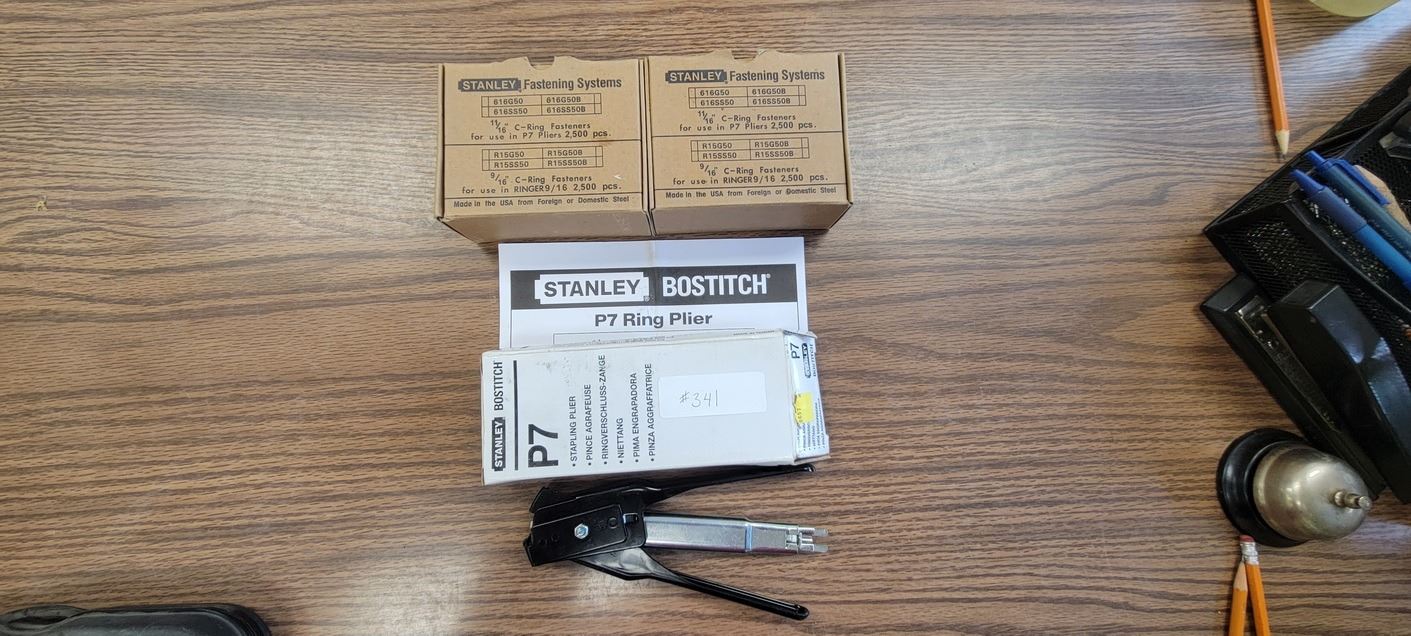 STANLEY Fastening Systems
616G50 616G50B
616SS50 616SS50B
11/16" C-Ring Fasteners
for use in P7 Pliers 2,500 pcs.
R15G50 R15G50B
R15SS50 R15SS50B
9/16" C-Ring Fasteners
for use in RINGER9/16 2,500 pcs.
Made in the USA from Foreign or Domestic Steel
STANLEY Fastening Systems
616G50 616G50B
616SS50 616SS50B
11/16" C-Ring Fasteners
for use in P7 Pliers 2,500 pcs.
R15G50 R15G50B
R15SS50 R15SS50B
9/16" C-Ring Fasteners
for use in RINGER9/16 2,500 pcs.
Made in the USA from Foreign or Domestic Steel
STANLEY BOSTITCH®
P7 Ring Plier
STANLEY BOSTITCH
P7
• STAPLING PLIER
• PINCE AGRAFEUSE
• RINGVERSCHLUSS-ZANGE
• NIETTANG
• PIMA ENGRAPADORA
• PINZA AGGRAFFATRICE
#341
P7
STANLEY